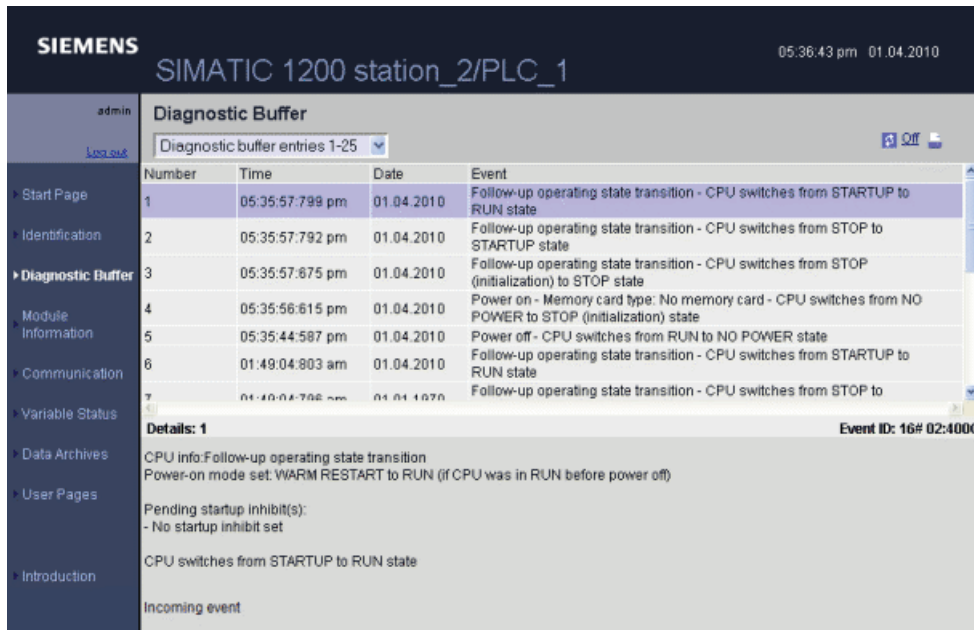 SIEMENS
SIMATIC 1200 station_2/PLC_1
05:36:43 pm 01.04.2010
admin
Log out
Start Page
Identification
Diagnostic Buffer
Module
Information
Communication
Variable Status
Data Archives
User Pages
Introduction
Diagnostic Buffer
Diagnostic buffer entries 1-25
Off
Number Time Date Event
1 05:35:57:799 pm 01.04.2010 Follow-up operating state transition - CPU switches from STARTUP to
RUN state
2 05:35:57:792 pm 01.04.2010 Follow-up operating state transition - CPU switches from STOP to
STARTUP state
3 05:35:57:675 pm 01.04.2010 Follow-up operating state transition - CPU switches from STOP
(initialization) to STOP state
4 05:35:56:615 pm 01.04.2010 Power on - Memory card type: No memory card - CPU switches from NO
POWER to STOP (initialization) state
5 05:35:44:587 pm 01.04.2010 Power off - CPU switches from RUN to NO POWER state
6 01:49:04:803 am 01.04.2010 Follow-up operating state transition - CPU switches from STARTUP to
RUN state
7 Follow-up operating state transition - CPU switches from STOP to
Details: 1 Event ID: 16# 02:400
CPU info:Follow-up operating state transition
Power-on mode set: WARM RESTART to RUN (if CPU was in RUN before power off)
Pending startup inhibit(s):
- No startup inhibit set
CPU switches from STARTUP to RUN state
Incoming event